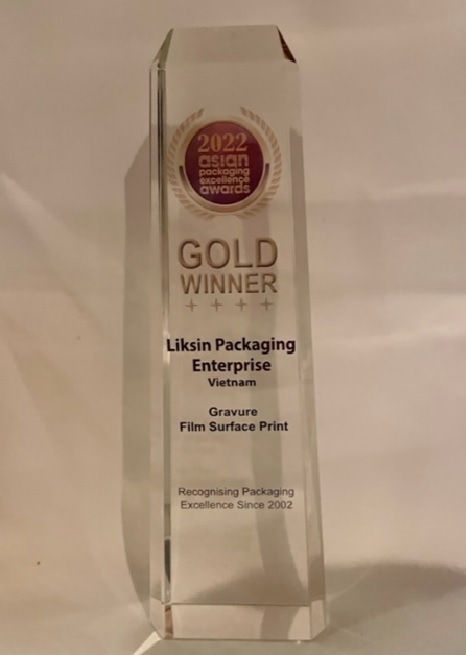 2022
asian
packaging
excellence
awards
GOLD
WINNER
Liksin Packaging
Enterprise
Vietnam
Gravure
Film Surface Print
Recognising Packaging
Excellence Since 2002